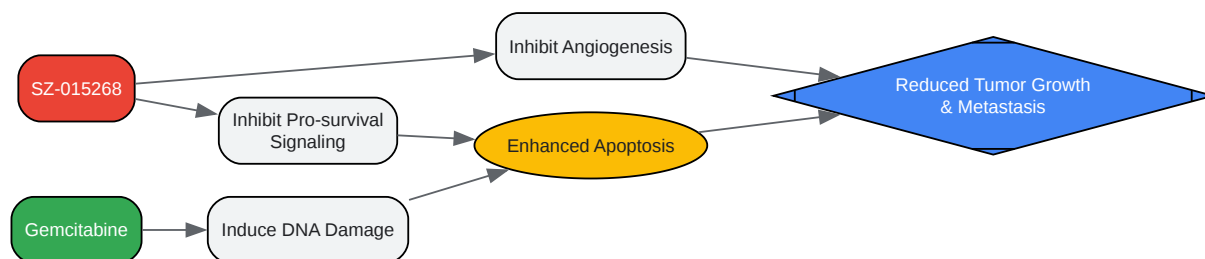 SZ-015268
Inhibit Angiogenesis
Inhibit Pro-survival
Signaling
Enhanced Apoptosis
Reduced Tumor Growth
& Metastasis
Gemcitabine
Induce DNA Damage